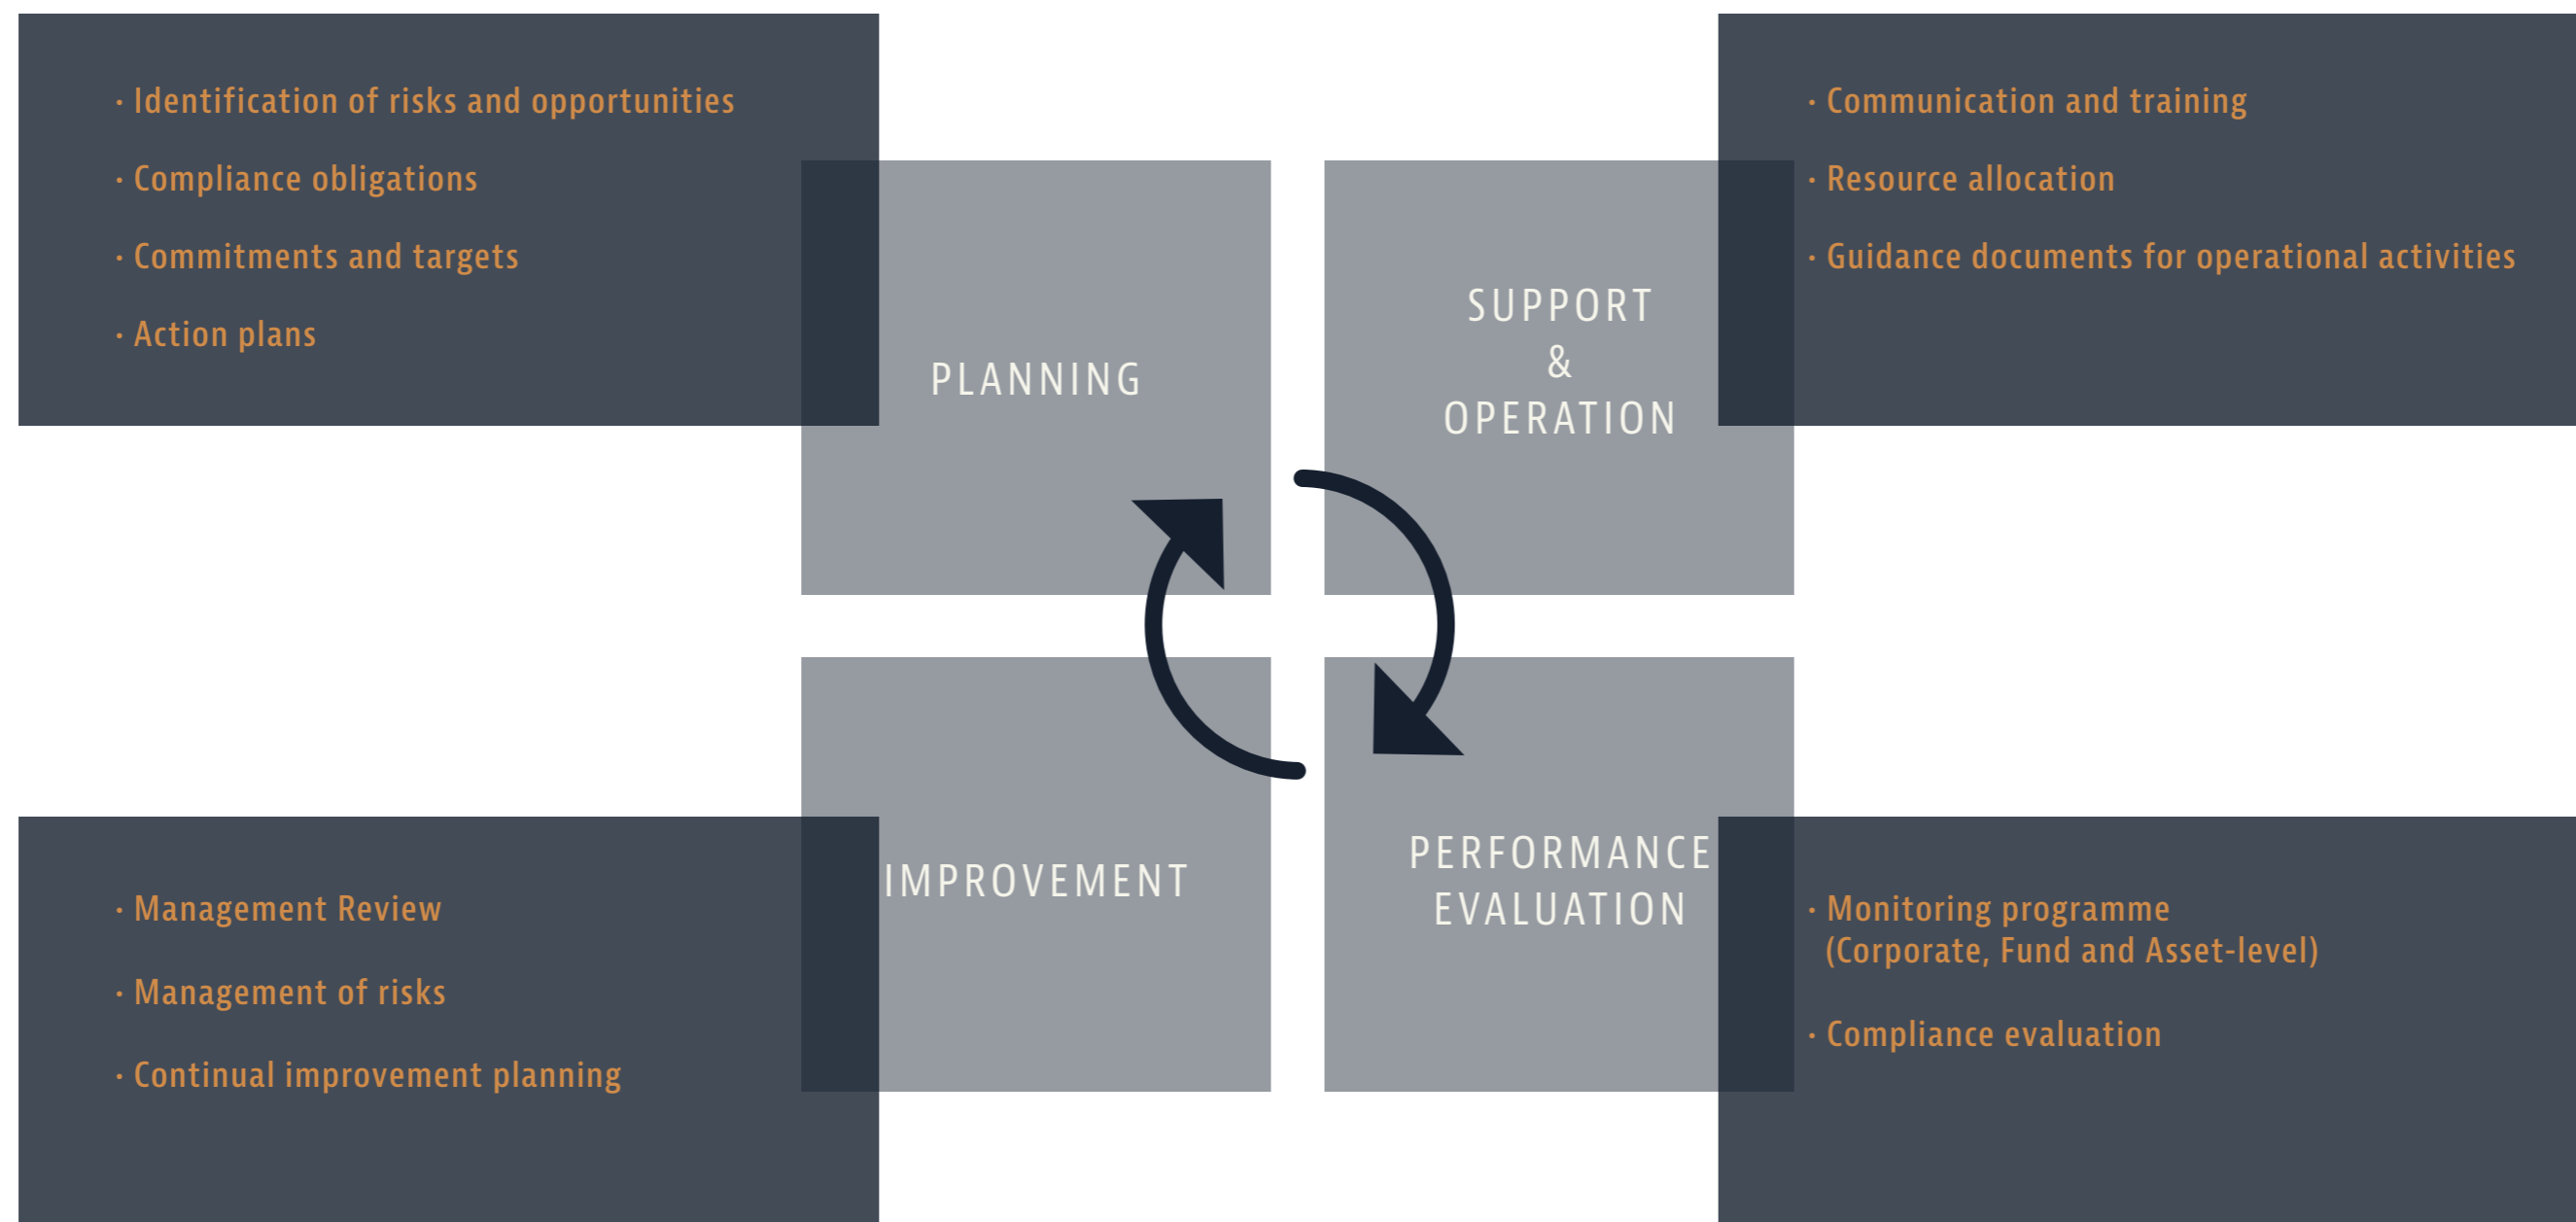 · Identification of risks and opportunities
· Compliance obligations
· Commitments and targets
· Action plans
PLANNING
SUPPORT
&
OPERATION
· Communication and training
· Resource allocation
· Guidance documents for operational activities
· Management Review
· Management of risks
· Continual improvement planning
IMPROVEMENT
PERFORMANCE
EVALUATION
· Monitoring programme
(Corporate, Fund and Asset-level)
· Compliance evaluation